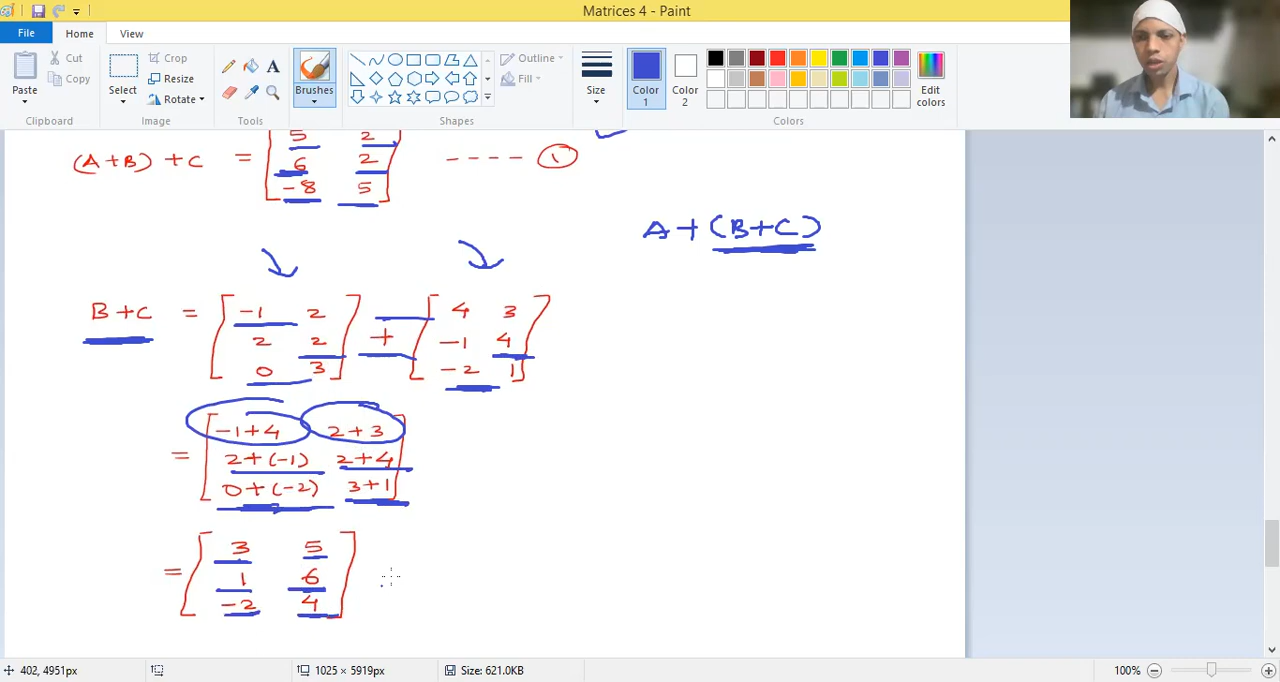 Matrices 4 - Paint
File Home View
Paste
Cut
Copy
Clipboard
Select
Crop
Resize
Rotate
Image
A
Tools
Brushes
Outline
Fill
Shapes
Size
Color 1
Color 2
Edit colors
Colors
5 2
(A+B) + C = 6 2 ---- 1
-8 5
A + (B+C)
-1 2 4 3
B + C = 2 2 + -1 4
0 3 -2 1
-1+4 2+3
= 2+(-1) 2+4
0+(-2) 3+1
3 5
= 1 6
-2 4
402, 4951px
1025 × 5919px
Size: 621.0KB
100%